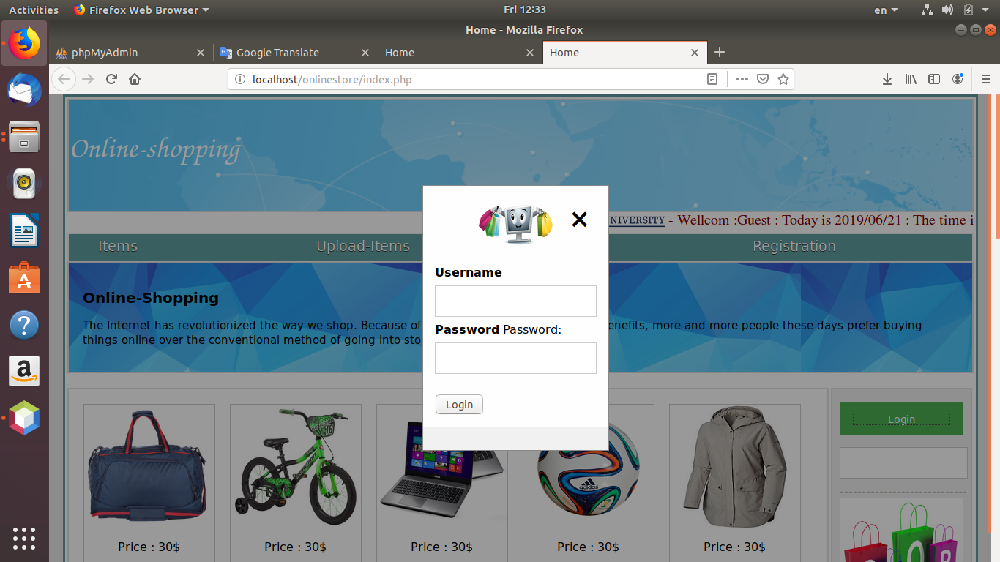 Activities Firefox Web Browser Fri 12:33 en
Home - Mozilla Firefox
phpMyAdmin Google Translate Home Home
localhost/onlinestore/index.php
Online-shopping
NIVERSITY - Wellcom :Guest : Today is 2019/06/21 : The time i
Items Upload-Items Registration
Online-Shopping
The Internet has revolutionized the way we shop. Because of enefits, more and more people these days prefer buying
things online over the conventional method of going into stor
Username
Password Password:
Login
Login
adidas
Price : 30$ Price : 30$ Price : 30$ Price : 30$ Price : 30$